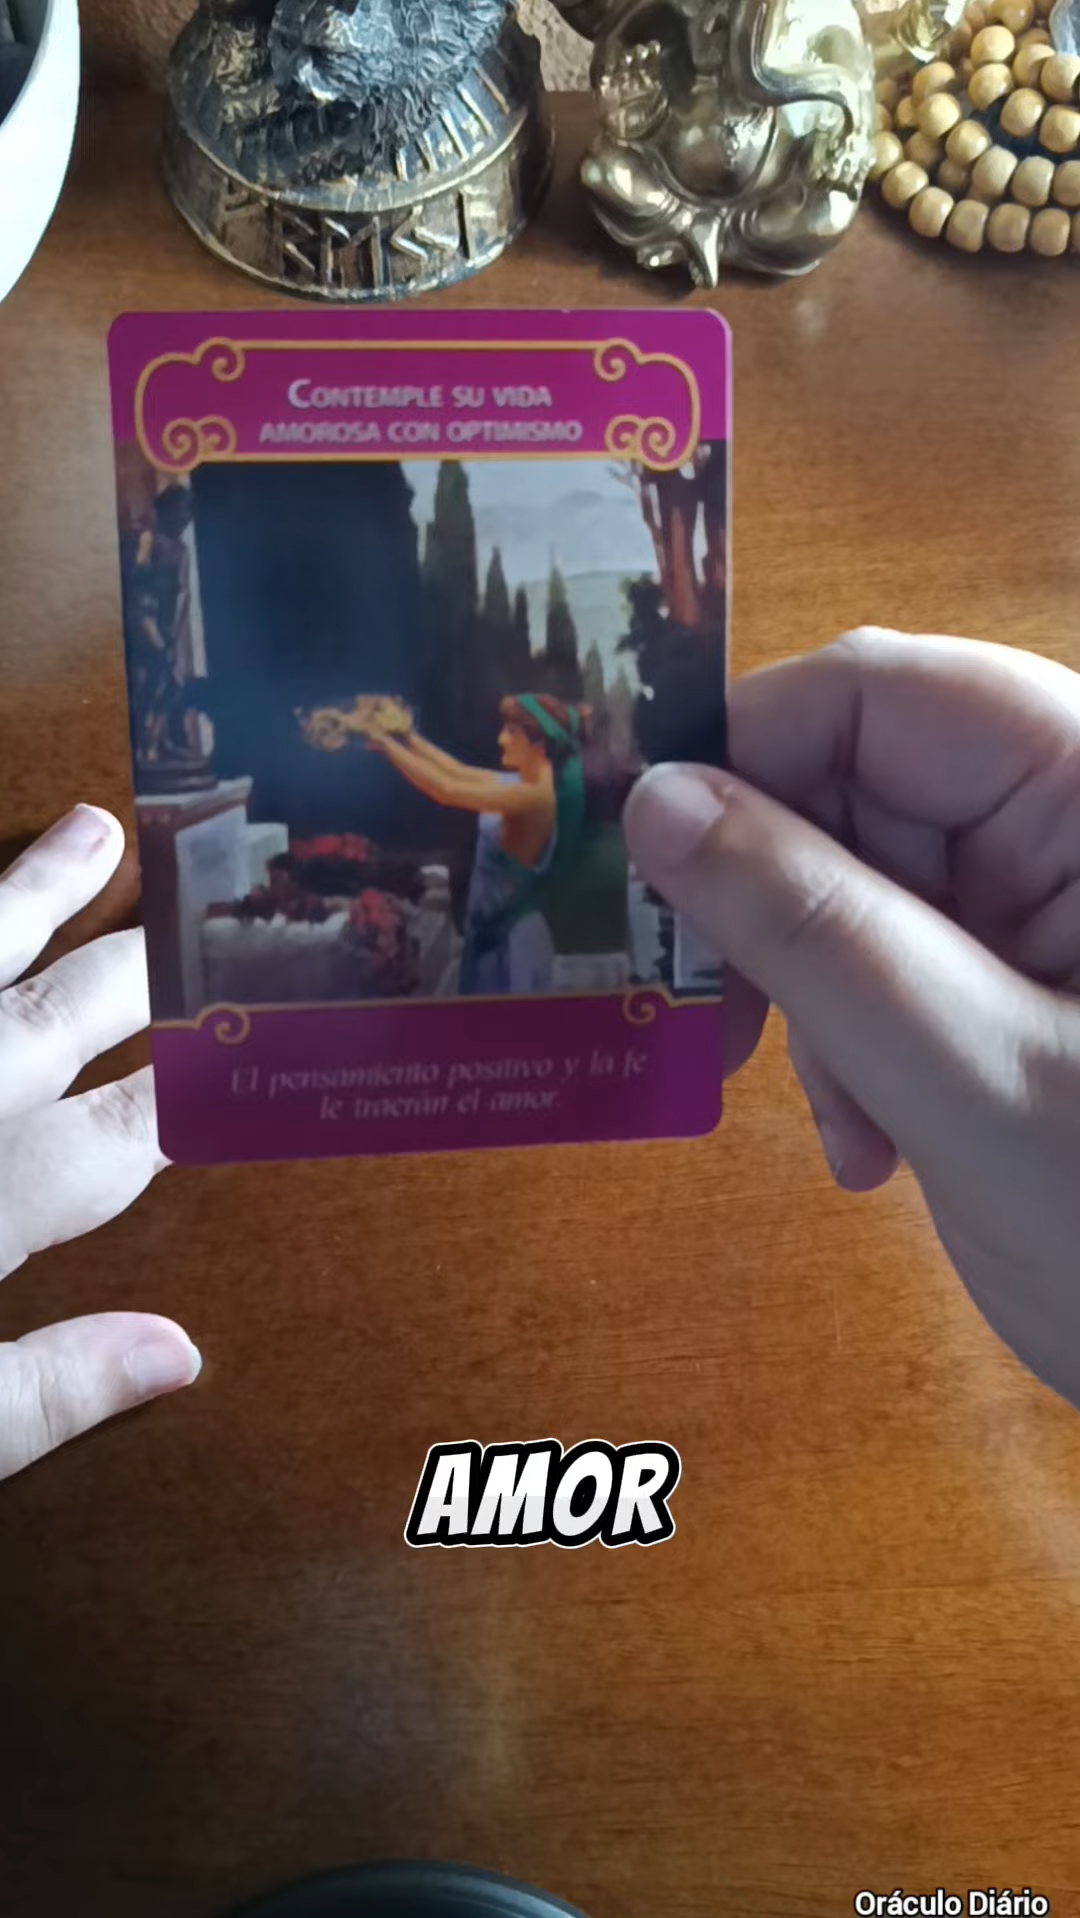 CONTEMPLE SU VIDA
AMOROSA CON OPTIMISMO
El pensamiento positivo y la fe
le traerán el amor.
AMOR
Oráculo Diário